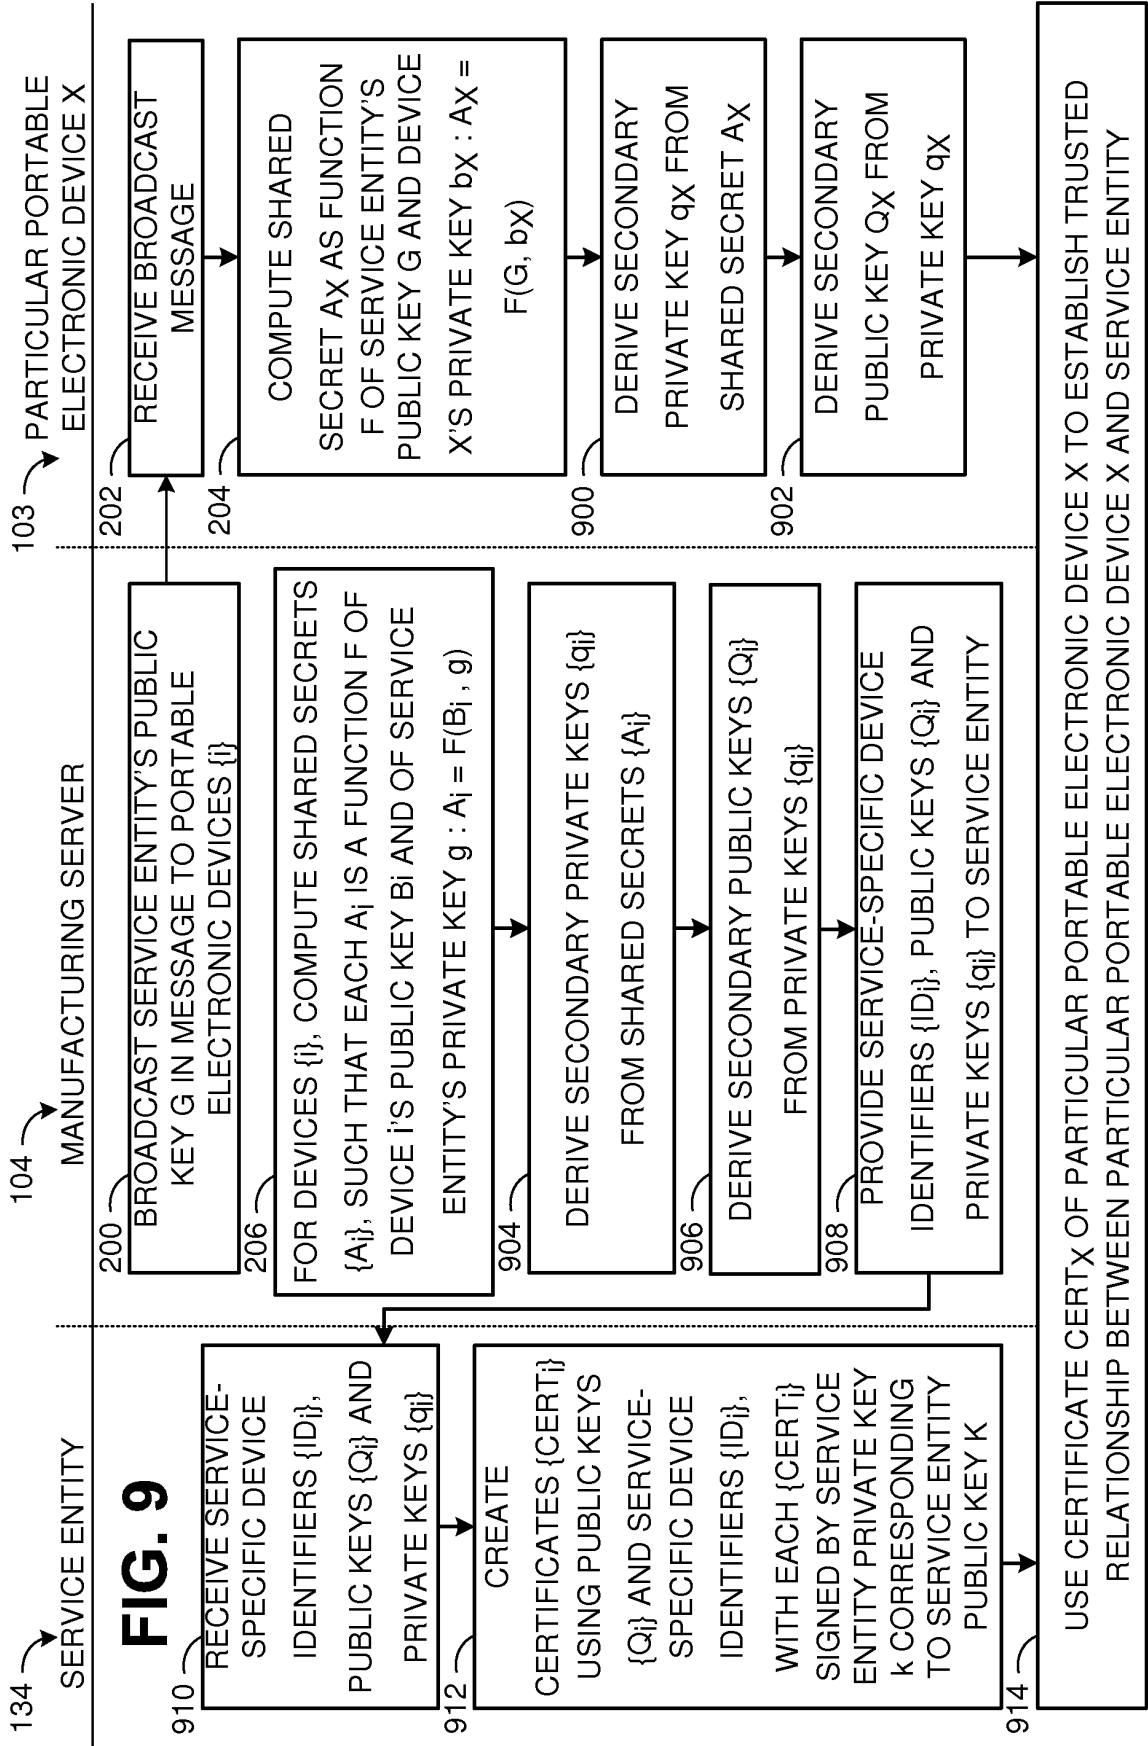 FIG. 9
134
SERVICE ENTITY
104
MANUFACTURING SERVER
103
PARTICULAR PORTABLE
ELECTRONIC DEVICE X
910
RECEIVE SERVICE-
SPECIFIC DEVICE
IDENTIFIERS {IDi},
PUBLIC KEYS {Qi} AND
PRIVATE KEYS {qi}
912
CREATE
CERTIFICATES {CERTi}
USING PUBLIC KEYS
{Qi} AND SERVICE-
SPECIFIC DEVICE
IDENTIFIERS {IDi},
WITH EACH {CERTi}
SIGNED BY SERVICE
ENTITY PRIVATE KEY
k CORRESPONDING
TO SERVICE ENTITY
PUBLIC KEY K
200
BROADCAST SERVICE ENTITY'S PUBLIC
KEY G IN MESSAGE TO PORTABLE
ELECTRONIC DEVICES {i}
206
FOR DEVICES {i}, COMPUTE SHARED SECRETS
{Ai}, SUCH THAT EACH Ai IS A FUNCTION F OF
DEVICE i'S PUBLIC KEY Bi AND OF SERVICE
ENTITY'S PRIVATE KEY g : Ai = F(Bi , g)
904
DERIVE SECONDARY PRIVATE KEYS {qi}
FROM SHARED SECRETS {Ai}
906
DERIVE SECONDARY PUBLIC KEYS {Qi}
FROM PRIVATE KEYS {qi}
908
PROVIDE SERVICE-SPECIFIC DEVICE
IDENTIFIERS {IDi}, PUBLIC KEYS {Qi} AND
PRIVATE KEYS {qi} TO SERVICE ENTITY
202
RECEIVE BROADCAST
MESSAGE
204
COMPUTE SHARED
SECRET AX AS FUNCTION
F OF SERVICE ENTITY'S
PUBLIC KEY G AND DEVICE
X'S PRIVATE KEY bX : AX =
F(G, bX)
900
DERIVE SECONDARY
PRIVATE KEY qX FROM
SHARED SECRET AX
902
DERIVE SECONDARY
PUBLIC KEY QX FROM
PRIVATE KEY qX
914
USE CERTIFICATE CERTX OF PARTICULAR PORTABLE ELECTRONIC DEVICE X TO ESTABLISH TRUSTED
RELATIONSHIP BETWEEN PARTICULAR PORTABLE ELECTRONIC DEVICE X AND SERVICE ENTITY